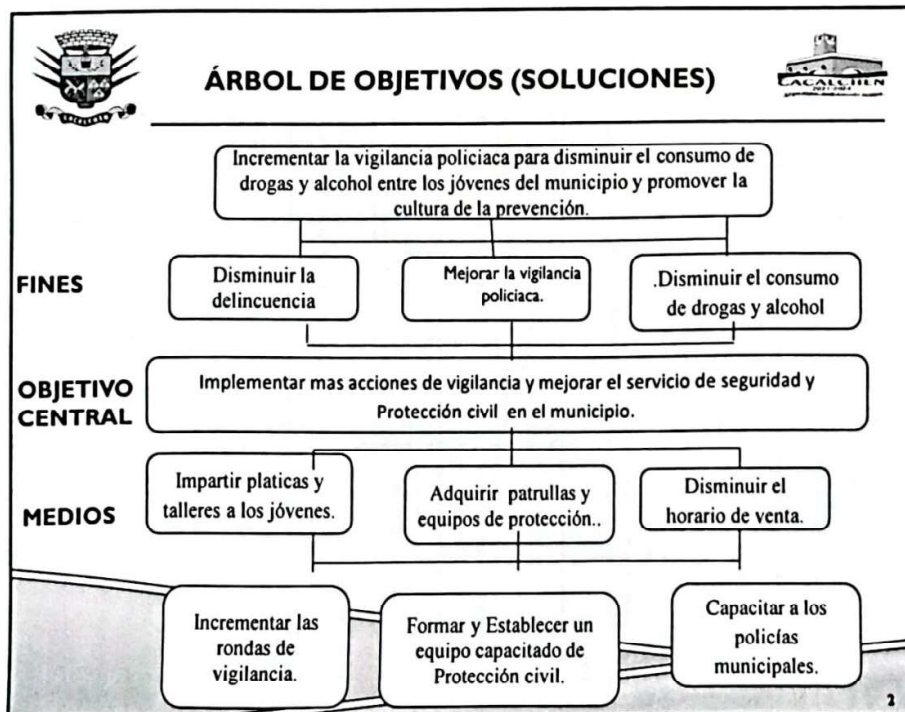 ÁRBOL DE OBJETIVOS (SOLUCIONES)
CACALCHEN
2021-2024
Incrementar la vigilancia policiaca para disminuir el consumo de
drogas y alcohol entre los jóvenes del municipio y promover la
cultura de la prevención.
FINES
Disminuir la
delincuencia
Mejorar la vigilancia
policiaca.
.Disminuir el consumo
de drogas y alcohol
OBJETIVO
CENTRAL
Implementar mas acciones de vigilancia y mejorar el servicio de seguridad y
Protección civil en el municipio.
MEDIOS
Impartir platicas y
talleres a los jóvenes.
Adquirir patrullas y
equipos de protección..
Disminuir el
horario de venta.
Incrementar las
rondas de
vigilancia.
Formar y Establecer un
equipo capacitado de
Protección civil.
Capacitar a los
policías
municipales.
2